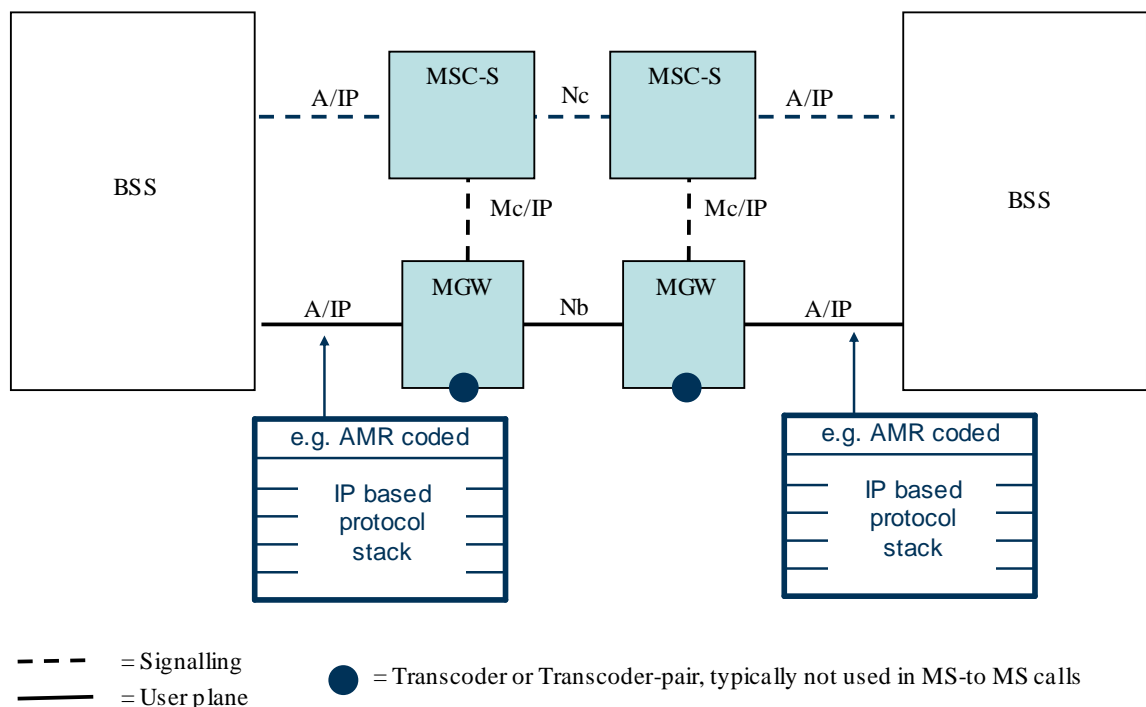 MSC-S
MSC-S
A/IP
Nc
A/IP
BSS
BSS
Mc/IP
Mc/IP
MGW
MGW
A/IP
Nb
A/IP
e.g. AMR coded
IP based
protocol
stack
e.g. AMR coded
IP based
protocol
stack
= Signalling
= User plane
= Transcoder or Transcoder-pair, typically not used in MS-to MS calls